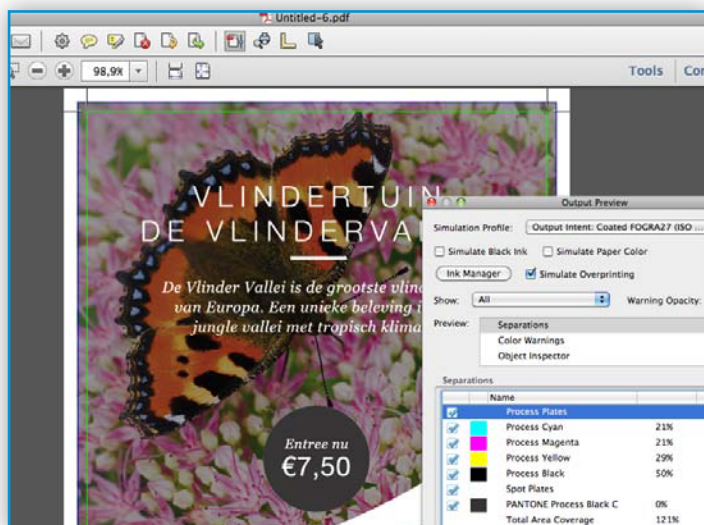 Untitled-6.pdf
98,9%
Tools
VLINDERTUIN
DE VLINDERVA
De Vlinder Vallei is de grootste
van Europa. Een unieke beleving
jungle vallei met tropisch
Entree nu
€7,50
Output Preview
Simulation Profile: Output Intent: Coated FOGRA27 (ISO ...
Simulate Black Ink Simulate Paper Color
Ink Manager Simulate Overprinting
Show: All Warning Opacity:
Preview: Separations
Color Warnings
Object Inspector
Separations
Name
Process Plates
Process Cyan 21%
Process Magenta 21%
Process Yellow 29%
Process Black 50%
Spot Plates
PANTONE Process Black C 0%
Total Area Coverage 121%